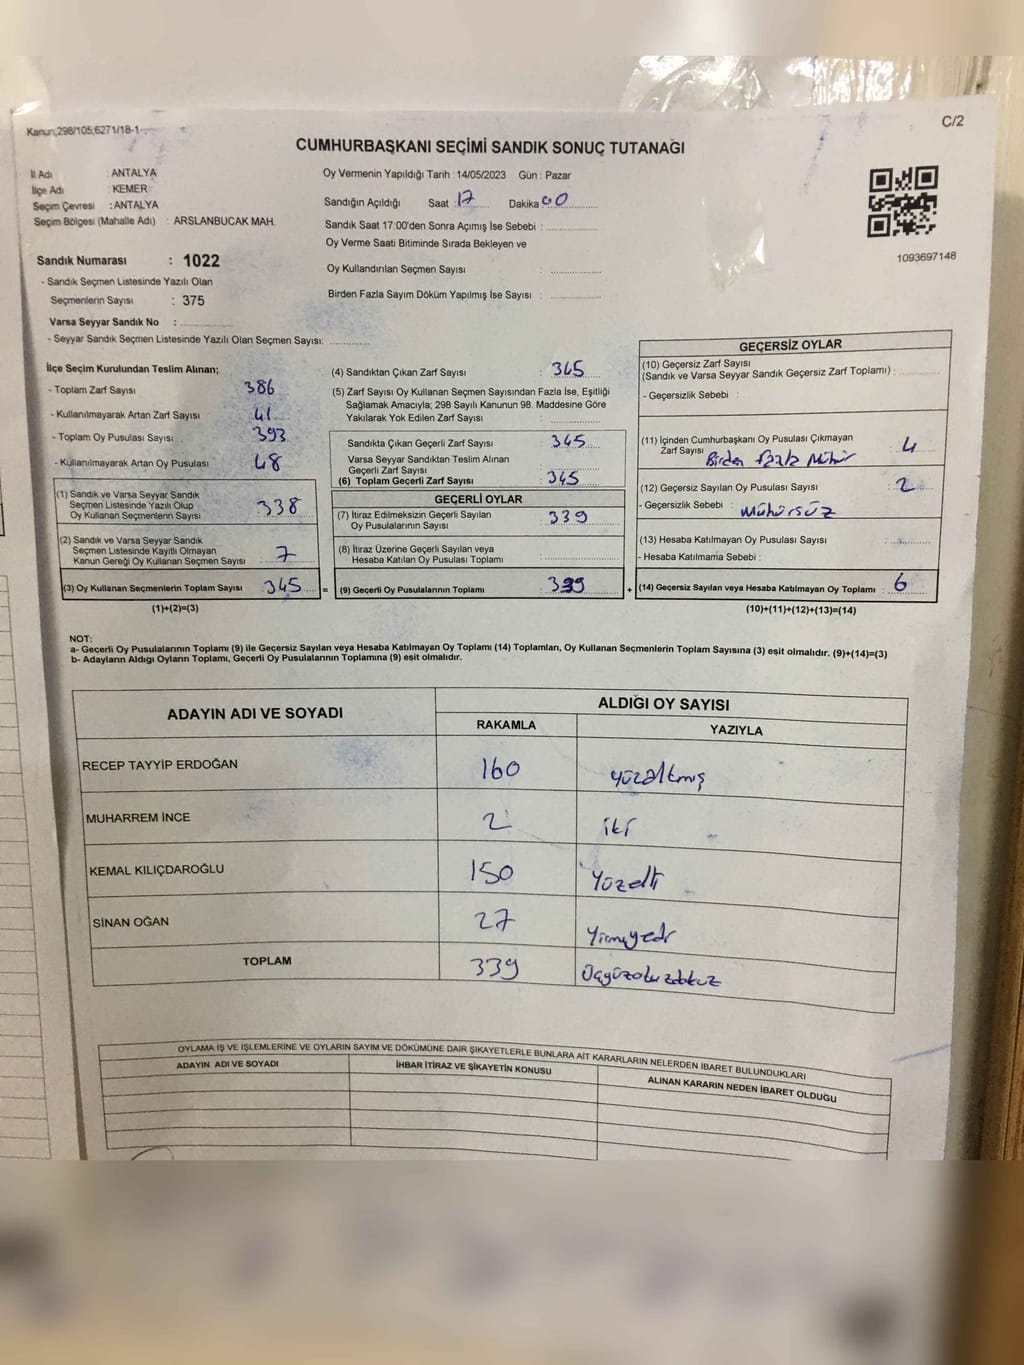 Kanun;298/105,6271/18-1
C/2
CUMHURBAŞKANI SEÇİMİ SANDIK SONUÇ TUTANAĞI
İl Adı : ANTALYA
İlçe Adı : KEMER
Seçim Çevresi : ANTALYA
Seçim Bölgesi (Mahalle Adı) : ARSLANBUCAK MAH.
Sandık Numarası : 1022
- Sandık Seçmen Listesinde Yazılı Olan
Seçmenlerin Sayısı : 375
Varsa Seyyar Sandık No : ................
- Seyyar Sandık Seçmen Listesinde Yazılı Olan Seçmen Sayısı: ............
Oy Vermenin Yapıldığı Tarih : 14/05/2023 Gün : Pazar
Sandığın Açıldığı Saat : 17 Dakika 00
Sandık Saat 17:00'den Sonra Açımış İse Sebebi : ................
Oy Verme Saati Bitiminde Sırada Bekleyen ve
Oy Kullandırılan Seçmen Sayısı : ................
Birden Fazla Sayım Döküm Yapılmış İse Sayısı : ................
1093697148
İlçe Seçim Kurulundan Teslim Alınan;
- Toplam Zarf Sayısı : 386
- Kullanılmayarak Artan Zarf Sayısı : 41
- Toplam Oy Pusulası Sayısı : 393
- Kullanılmayarak Artan Oy Pusulası : 48
(1) Sandık ve Varsa Seyyar Sandık
Seçmen Listesinde Yazılı Olup
Oy Kullanan Seçmenlerin Sayısı : 338
(2) Sandık ve Varsa Seyyar Sandık
Seçmen Listesinde Kayıtlı Olmayan
Kanun Gereği Oy Kullanan Seçmen Sayısı : 7
(3) Oy Kullanan Seçmenlerin Toplam Sayısı : 345
(1)+(2)=(3)
(4) Sandıktan Çıkan Zarf Sayısı : 345
(5) Zarf Sayısı Oy Kullanan Seçmen Sayısından Fazla İse, Eşitliği
Sağlamak Amacıyla; 298 Sayılı Kanunun 98. Maddesine Göre
Yakılarak Yok Edilen Zarf Sayısı : ................
Sandıkta Çıkan Geçerli Zarf Sayısı : 345
Varsa Seyyar Sandıktan Teslim Alınan
Geçerli Zarf Sayısı : ................
(6) Toplam Geçerli Zarf Sayısı : 345
GEÇERLİ OYLAR
(7) İtiraz Edilmeksizin Geçerli Sayılan
Oy Pusulalarının Sayısı : 339
(8) İtiraz Üzerine Geçerli Sayılan veya
Hesaba Katılan Oy Pusulası Toplamı : ................
= (9) Geçerli Oy Pusulalarının Toplamı : 339
GEÇERSİZ OYLAR
(10) Geçersiz Zarf Sayısı
(Sandık ve Varsa Seyyar Sandık Geçersiz Zarf Toplamı) : ............
- Geçersizlik Sebebi :
(11) İçinden Cumhurbaşkanı Oy Pusulası Çıkmayan
Zarf Sayısı : 4
Birden fazla Mühür
(12) Geçersiz Sayılan Oy Pusulası Sayısı : 2
- Geçersizlik Sebebi : Mühürsüz
(13) Hesaba Katılmayan Oy Pusulası Sayısı : ............
- Hesaba Katılmama Sebebi :
+ (14) Geçersiz Sayılan veya Hesaba Katılmayan Oy Toplamı : 6
(10)+(11)+(12)+(13)=(14)
NOT:
a- Geçerli Oy Pusulalarının Toplamı (9) ile Geçersiz Sayılan veya Hesaba Katılmayan Oy Toplamı (14) Toplamları, Oy Kullanan Seçmenlerin Toplam Sayısına (3) eşit olmalıdır. (9)+(14)=(3)
b- Adayların Aldığı Oyların Toplamı, Geçerli Oy Pusulalarının Toplamına (9) eşit olmalıdır.
ADAYIN ADI VE SOYADI
ALDIĞI OY SAYISI
RAKAMLA YAZIYLA
RECEP TAYYİP ERDOĞAN 160 yüzaltmış
MUHARREM İNCE 2 iki
KEMAL KILIÇDAROĞLU 150 Yüzelli
SİNAN OĞAN 27 Yirmiyedi
TOPLAM 339 Üçyüzotuzdokuz
OYLAMA İŞ VE İŞLEMLERİNE VE OYLARIN SAYIM VE DÖKÜMÜNE DAİR ŞİKAYETLERLE BUNLARA AİT KARARLARIN NELERDEN İBARET BULUNDUKLARI
ADAYIN ADI VE SOYADI
İHBAR İTİRAZ VE ŞİKAYETİN KONUSU
ALINAN KARARIN NEDEN İBARET OLDUĞU